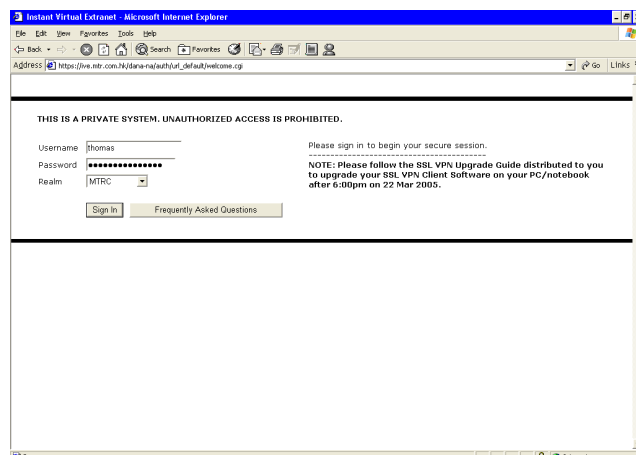 Instant Virtual Extranet - Microsoft Internet Explorer
File Edit View Favorites Tools Help
Back Search Favorites
Address https://ive.mtr.com.hk/dana-na/auth/url_default/welcome.cgi Go Links
THIS IS A PRIVATE SYSTEM. UNAUTHORIZED ACCESS IS PROHIBITED.
Username thomas
Password •••••••••••••••
Realm MTRC
Sign In Frequently Asked Questions
Please sign in to begin your secure session.
------------------------------------------
NOTE: Please follow the SSL VPN Upgrade Guide distributed to you
to upgrade your SSL VPN Client Software on your PC/notebook
after 6:00pm on 22 Mar 2005.